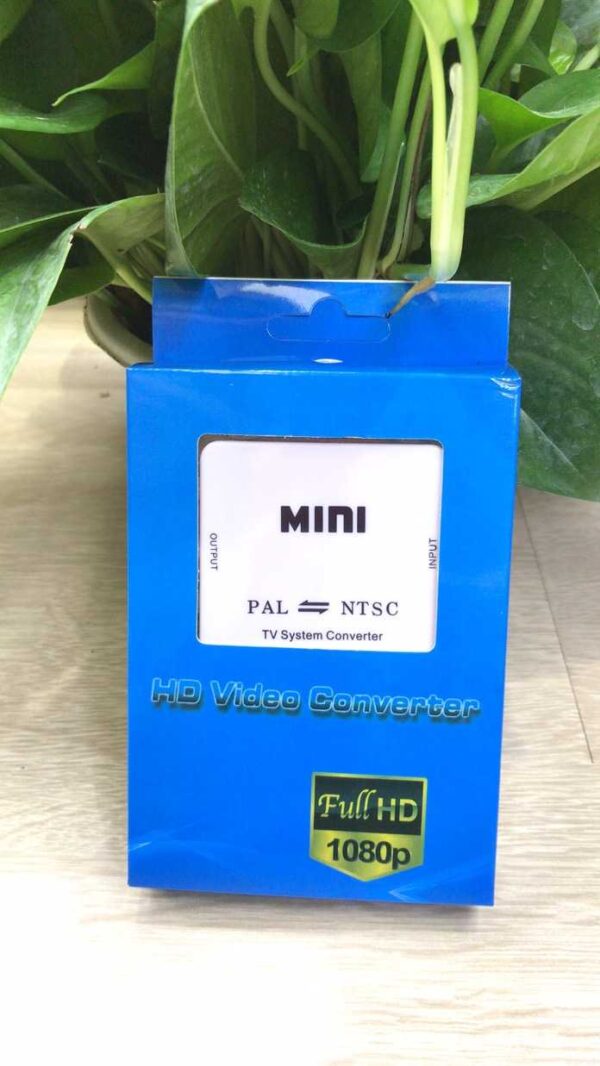 MINI
OUTPUT
INPUT
PAL ⇌ NTSC
TV System Converter
HD Video Converter
Full HD
1080p